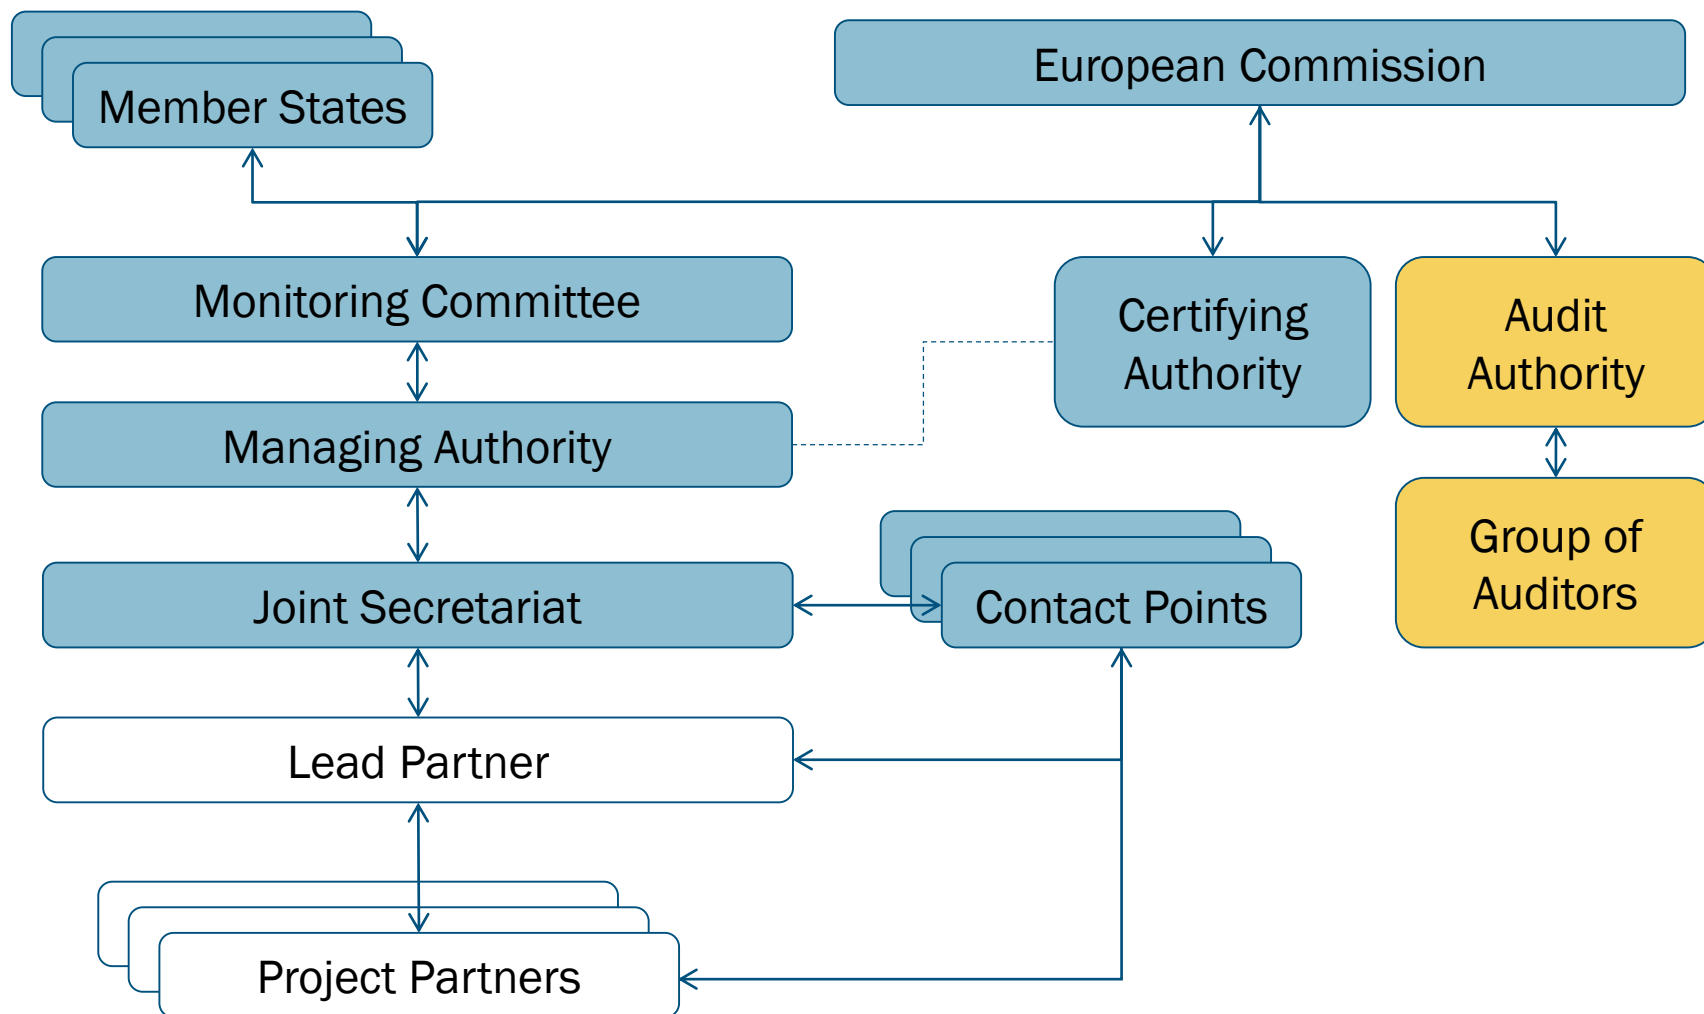 Member States
European Commission
Monitoring Committee
Certifying
Authority
Audit
Authority
Managing Authority
Group of
Auditors
Joint Secretariat
Contact Points
Lead Partner
Project Partners